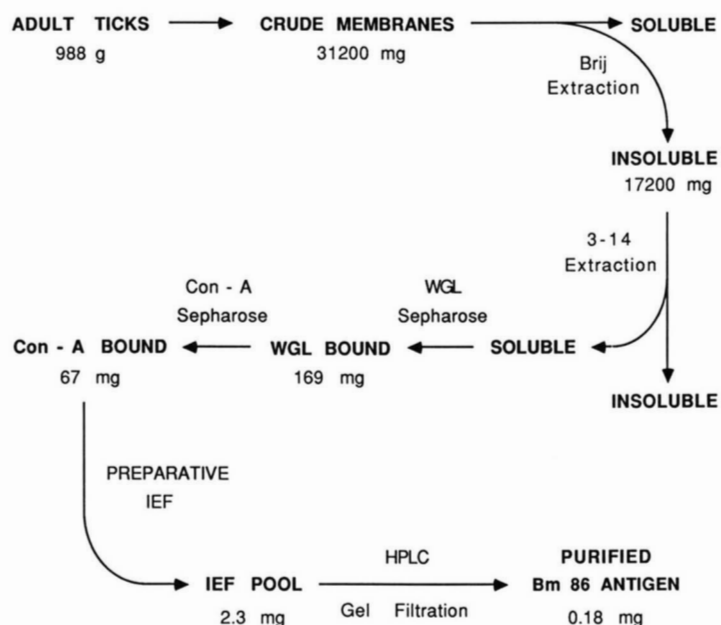 ADULT TICKS
988 g
CRUDE MEMBRANES
31200 mg
SOLUBLE
Brij
Extraction
INSOLUBLE
17200 mg
3-14
Extraction
Con - A
Sepharose
WGL
Sepharose
Con - A BOUND
67 mg
WGL BOUND
169 mg
SOLUBLE
INSOLUBLE
PREPARATIVE
IEF
IEF POOL
2.3 mg
HPLC
Gel Filtration
PURIFIED
Bm 86 ANTIGEN
0.18 mg